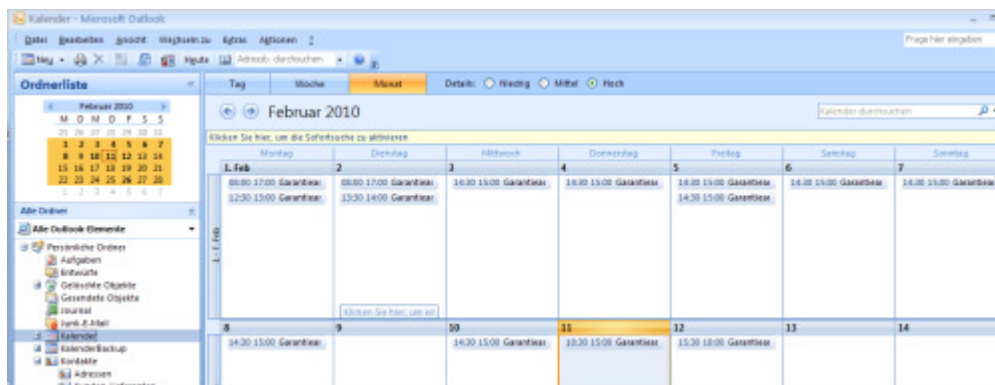 Kalender - Microsoft Outlook
Datei Bearbeiten Ansicht Wechseln zu Extras Aktionen ?
Frage hier eingeben
Neu Heute Adressb. durchsuchen
Ordnerliste «
Tag Woche Monat Details: Niedrig Mittel Hoch
Februar 2010
M D M D F S S
25 26 27 28 29 30 31
1 2 3 4 5 6 7
8 9 10 11 12 13 14
15 16 17 18 19 20 21
22 23 24 25 26 27 28
1 2 3 4 5 6 7
Februar 2010
Kalender durchsuchen
Klicken Sie hier, um die Sofortsuche zu aktivieren
Montag Dienstag Mittwoch Donnerstag Freitag Samstag Sonntag
1. Feb 2 3 4 5 6 7
08:00 17:00 Garantiear 08:00 17:00 Garantiear 14:30 15:00 Garantiear 14:30 15:00 Garantiear 14:30 15:00 Garantiear 14:30 15:00 Garantiear 14:30 15:00 Garantiear
12:30 13:00 Garantiear 13:30 14:00 Garantiear 14:30 15:00 Garantiear
1 - 7. Feb
Klicken Sie hier, um ein
8 9 10 11 12 13 14
14:30 15:00 Garantiear 14:30 15:00 Garantiear 10:30 15:00 Garantiear 15:30 18:00 Garantiear
Alle Ordner
Alle Outlook-Elemente
Persönliche Ordner
Aufgaben
Entwürfe
Gelöschte Objekte
Gesendete Objekte
Journal
Junk-E-Mail
Kalender
KalenderBackup
Kontakte
Adressen